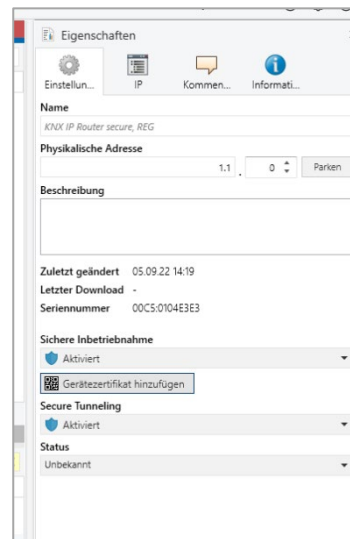 Eigenschaften
Einstellun... IP Kommen... Informati...
Name
KNX IP Router secure, REG
Physikalische Adresse
1.1 . 0 Parken
Beschreibung
Zuletzt geändert 05.09.22 14:19
Letzter Download -
Seriennummer 00C5:0104E3E3
Sichere Inbetriebnahme
Aktiviert
Gerätezertifikat hinzufügen
Secure Tunneling
Aktiviert
Status
Unbekannt